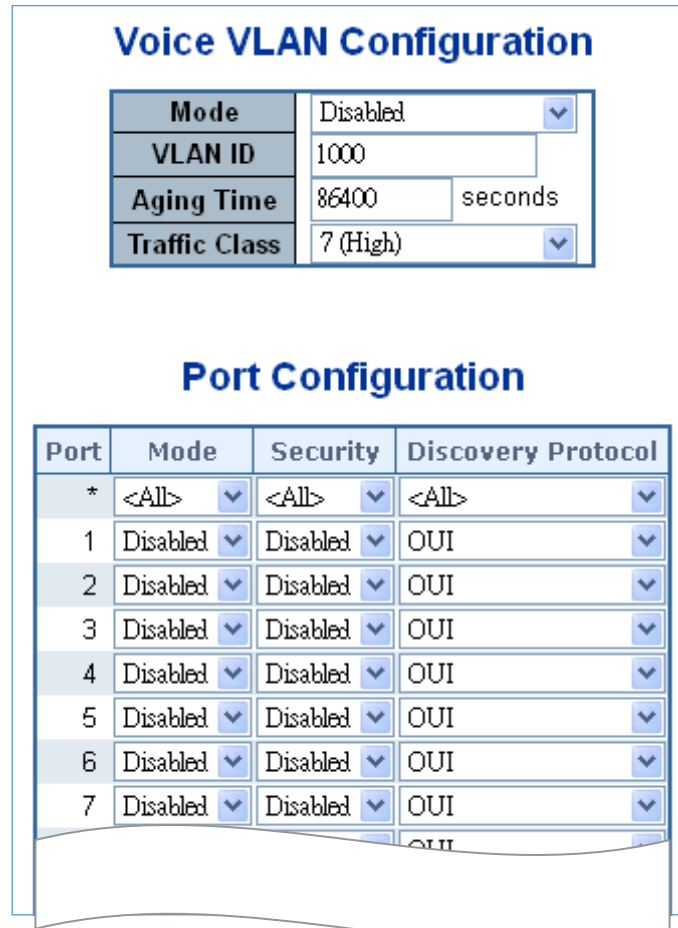 Voice VLAN Configuration
Mode Disabled
VLAN ID 1000
Aging Time 86400 seconds
Traffic Class 7 (High)
Port Configuration
Port Mode Security Discovery Protocol
* <All> <All> <All>
1 Disabled Disabled OUI
2 Disabled Disabled OUI
3 Disabled Disabled OUI
4 Disabled Disabled OUI
5 Disabled Disabled OUI
6 Disabled Disabled OUI
7 Disabled Disabled OUI
OUI